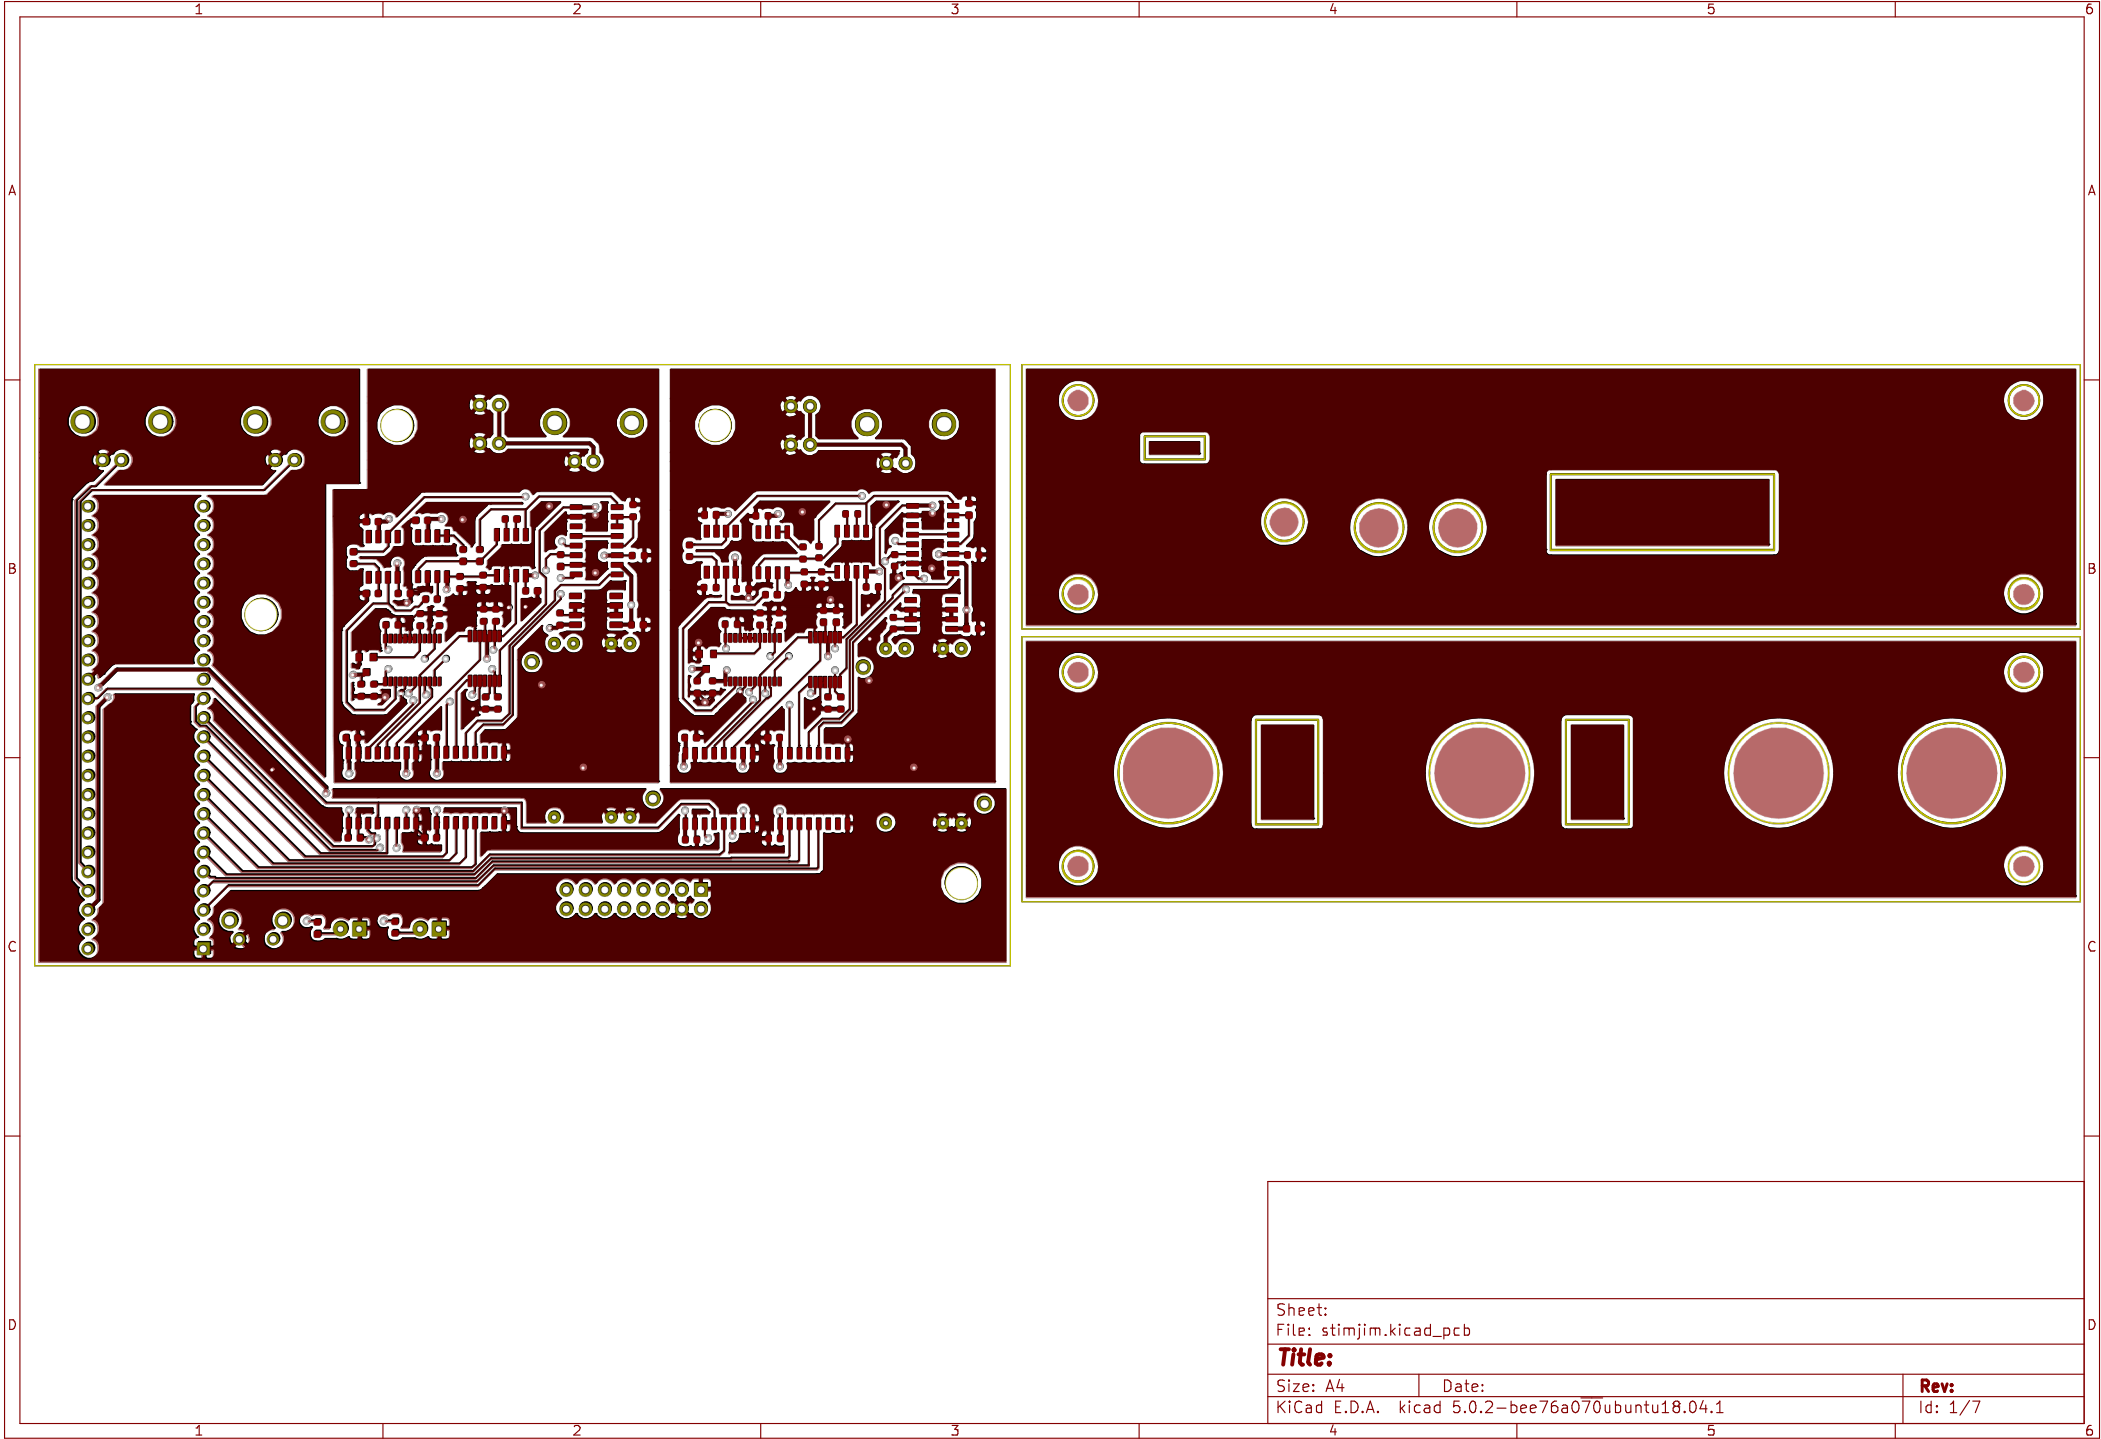 1 2 3 4 5 6
A A
B B
C C
D D
Sheet:
File: stimjim.kicad_pcb
Title:
Size: A4 Date: Rev:
KiCad E.D.A. kicad 5.0.2-bee76a070ubuntu18.04.1 Id: 1/7
1 2 3 4 5 6